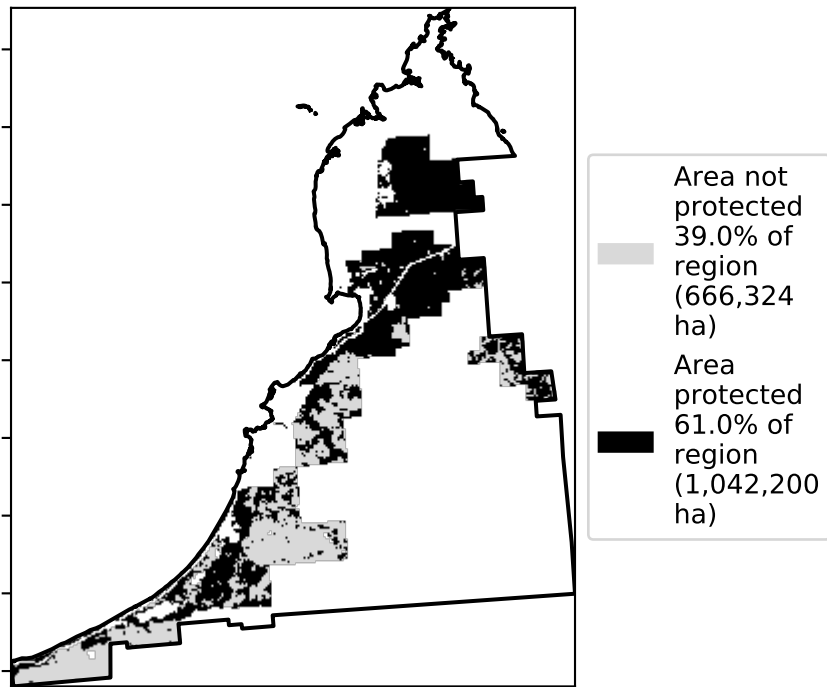 Area not
protected
39.0% of
region
(666,324
ha)
Area
protected
61.0% of
region
(1,042,200
ha)